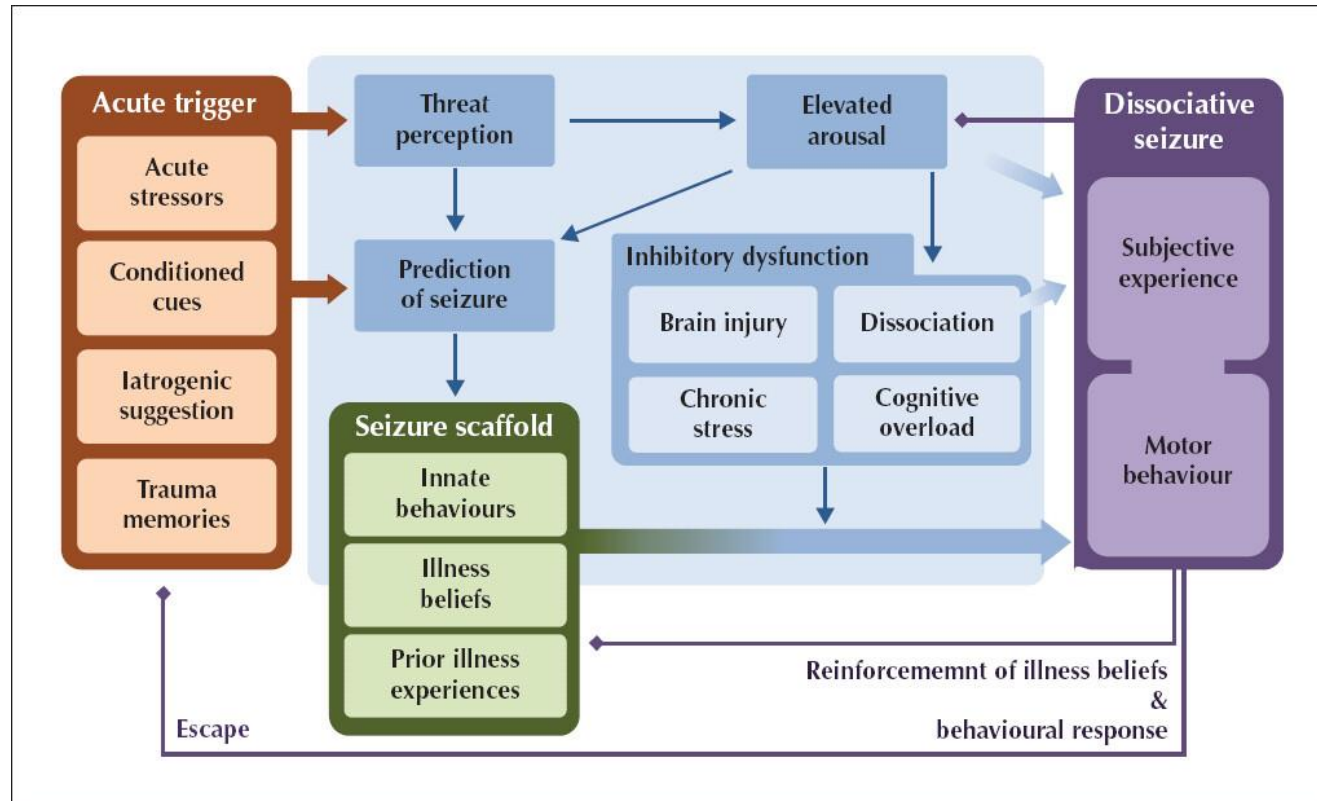 Acute trigger
Acute
stressors
Conditioned
cues
Iatrogenic
suggestion
Trauma
memories
Threat
perception
Elevated
arousal
Prediction
of seizure
Inhibitory dysfunction
Brain injury
Dissociation
Chronic
stress
Cognitive
overload
Seizure scaffold
Innate
behaviours
Illness
beliefs
Prior illness
experiences
Dissociative
seizure
Subjective
experience
Motor
behaviour
Reinforcememnt of illness beliefs
&
behavioural response
Escape